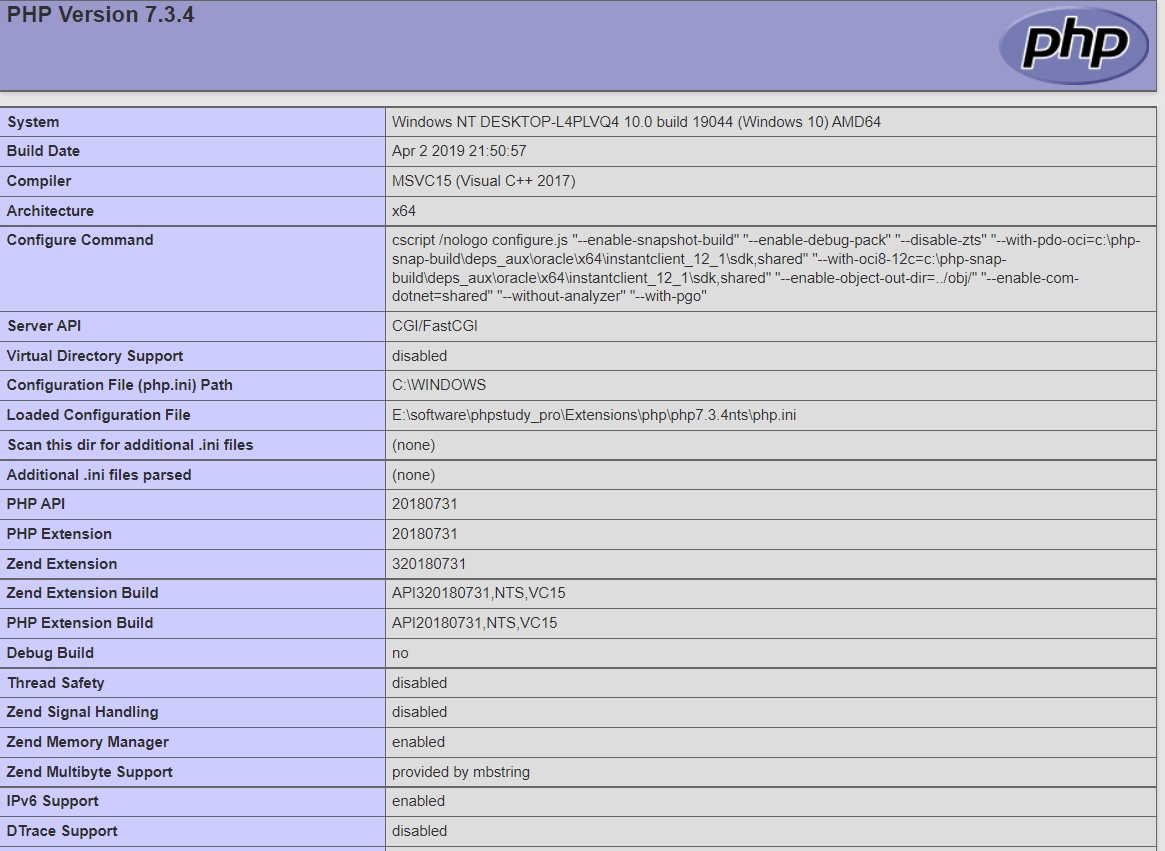 PHP Version 7.3.4
php
System Windows NT DESKTOP-L4PLVQ4 10.0 build 19044 (Windows 10) AMD64
Build Date Apr 2 2019 21:50:57
Compiler MSVC15 (Visual C++ 2017)
Architecture x64
Configure Command cscript /nologo configure.js "--enable-snapshot-build" "--enable-debug-pack" "--disable-zts" "--with-pdo-oci=c:\php-
snap-build\deps_aux\oracle\x64\instantclient_12_1\sdk,shared" "--with-oci8-12c=c:\php-snap-
build\deps_aux\oracle\x64\instantclient_12_1\sdk,shared" "--enable-object-out-dir=../obj/" "--enable-com-
dotnet=shared" "--without-analyzer" "--with-pgo"
Server API CGI/FastCGI
Virtual Directory Support disabled
Configuration File (php.ini) Path C:\WINDOWS
Loaded Configuration File E:\software\phpstudy_pro\Extensions\php\php7.3.4nts\php.ini
Scan this dir for additional .ini files (none)
Additional .ini files parsed (none)
PHP API 20180731
PHP Extension 20180731
Zend Extension 320180731
Zend Extension Build API320180731,NTS,VC15
PHP Extension Build API20180731,NTS,VC15
Debug Build no
Thread Safety disabled
Zend Signal Handling disabled
Zend Memory Manager enabled
Zend Multibyte Support provided by mbstring
IPv6 Support enabled
DTrace Support disabled